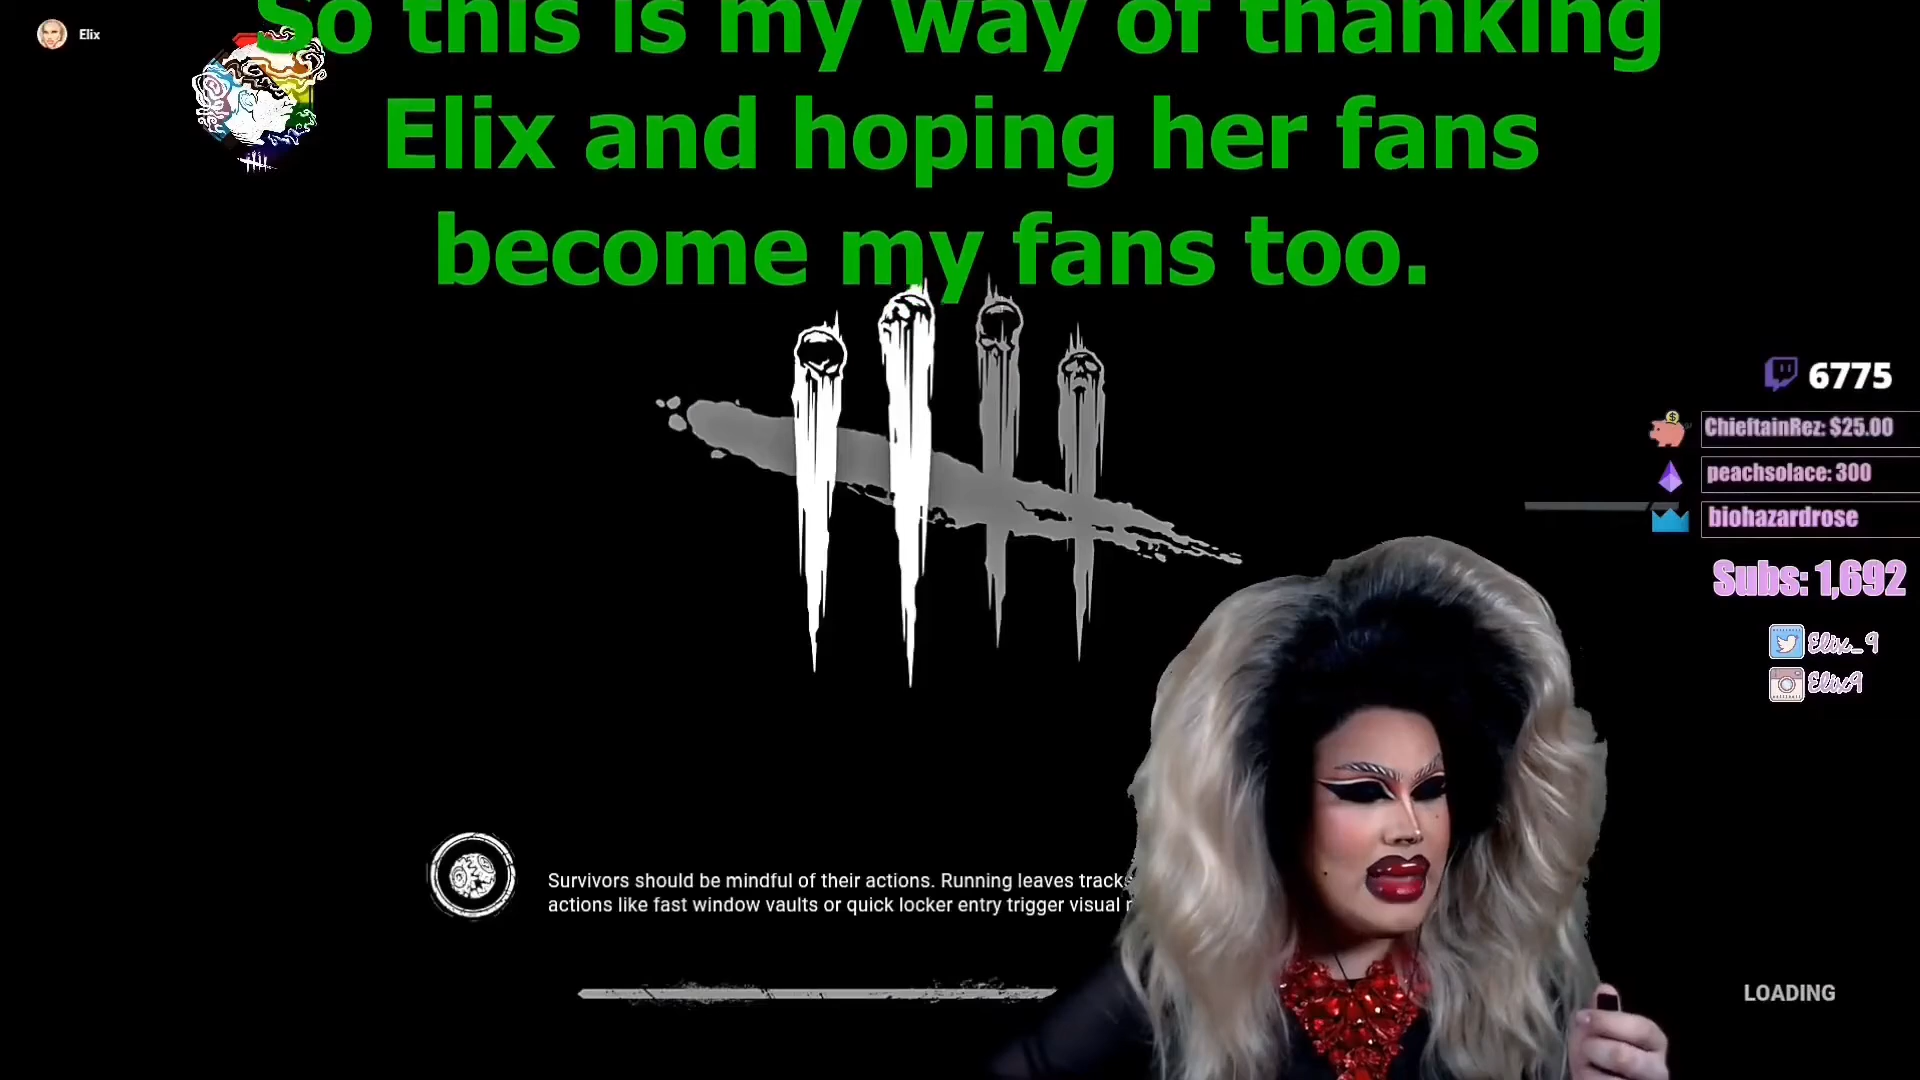 Elix
So this is my way of thanking
Elix and hoping her fans
become my fans too.
6775
ChieftainRez: $25.00
peachsolace: 300
biohazardrose
Subs: 1,692
Elix_9
Elix9
Survivors should be mindful of their actions. Running leaves tracks
actions like fast window vaults or quick locker entry trigger visual
LOADING